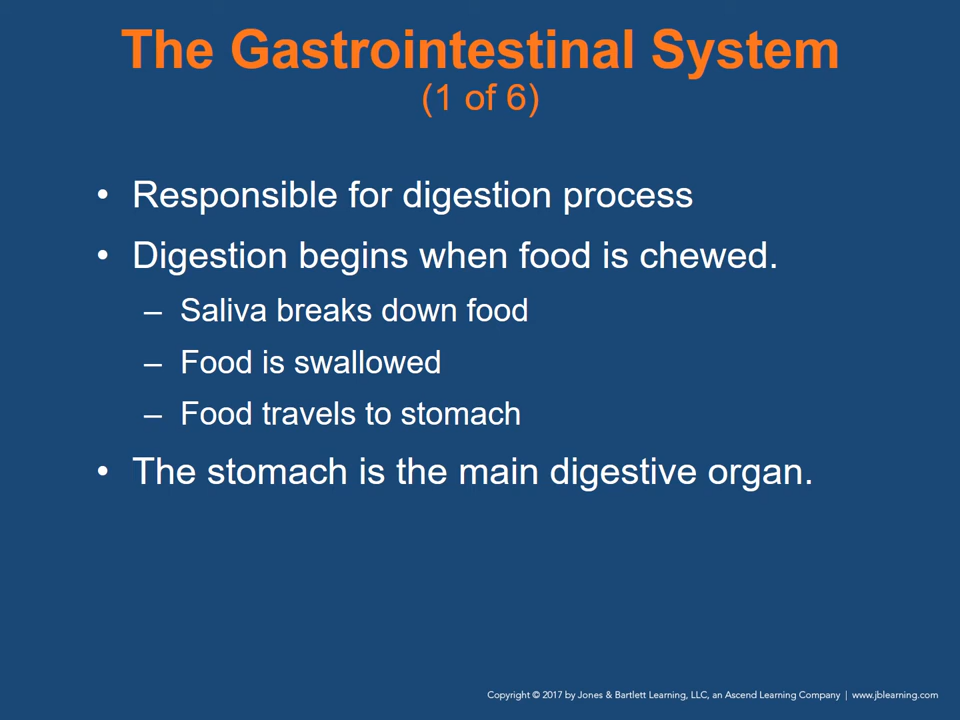 The Gastrointestinal System
(1 of 6)
• Responsible for digestion process
• Digestion begins when food is chewed.
– Saliva breaks down food
– Food is swallowed
– Food travels to stomach
• The stomach is the main digestive organ.
Copyright © 2017 by Jones & Bartlett Learning, LLC, an Ascend Learning Company | www.jblearning.com